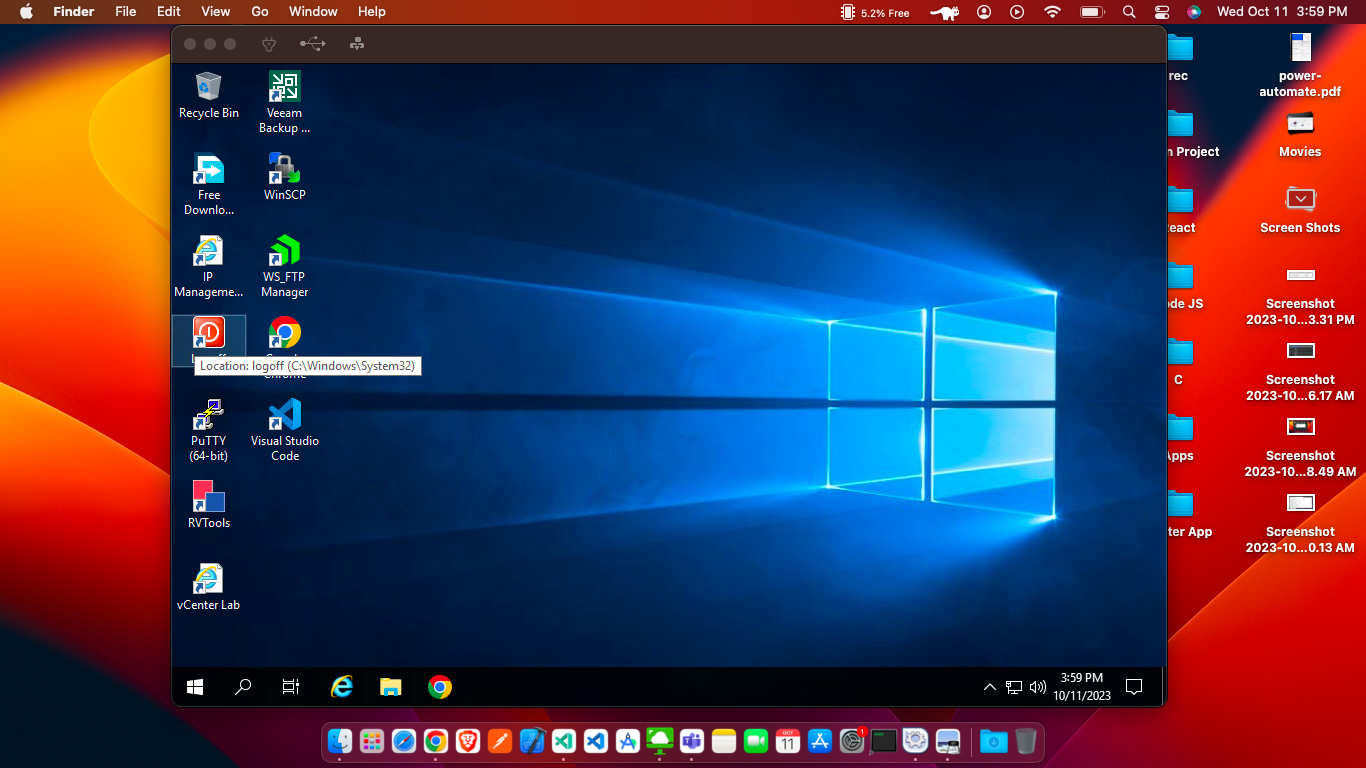 Finder File Edit View Go Window Help 5.2% Free Wed Oct 11 3:59 PM
Recycle Bin
Veeam
Backup ...
Free
Downlo...
WinSCP
IP
Manageme...
WS_FTP
Manager
Location: logoff (C:\Windows\System32)
Chrome
PuTTY
(64-bit)
Visual Studio
Code
RVTools
vCenter Lab
3:59 PM
10/11/2023
rec
n Project
eact
ode JS
C
Apps
ter App
power-
automate.pdf
Movies
Screen Shots
Screenshot
2023-10...3.31 PM
Screenshot
2023-10...6.17 AM
Screenshot
2023-10...8.49 AM
Screenshot
2023-10...0.13 AM
OCT
11
1